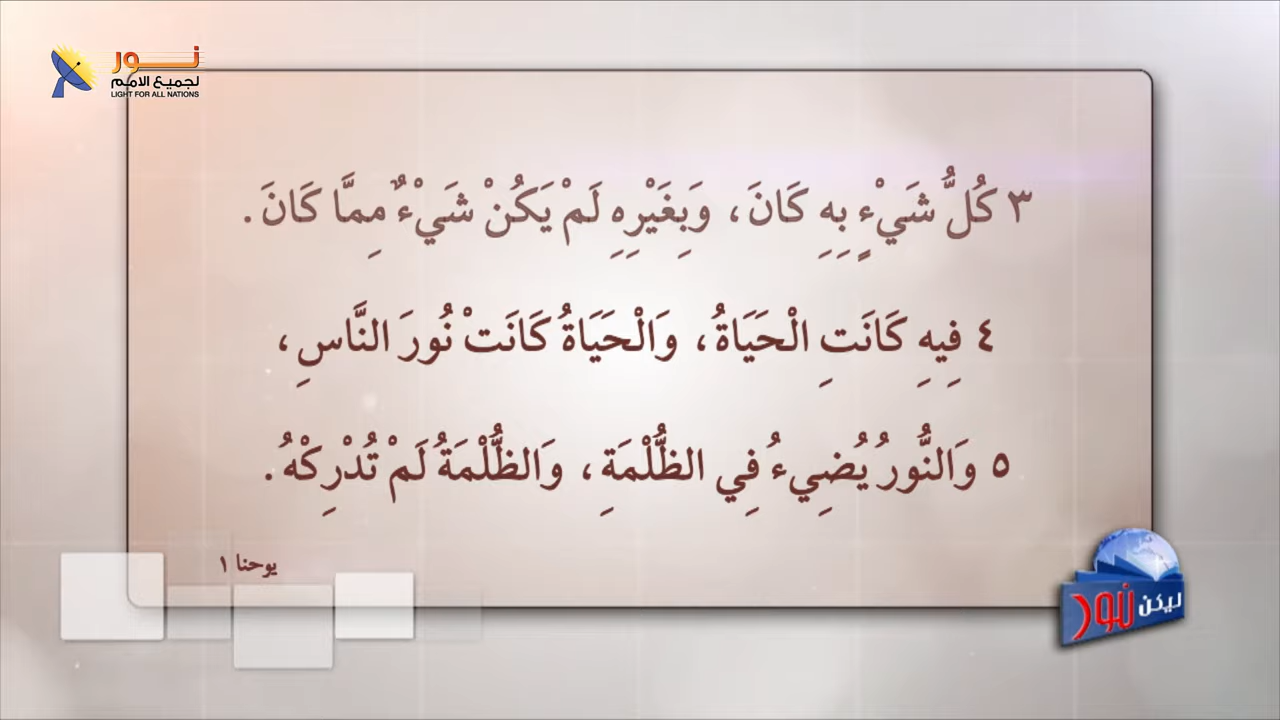 نور
لجميع الامم
LIGHT FOR ALL NATIONS
٣ كُلُّ شَيْءٍ بِهِ كَانَ، وَبِغَيْرِهِ لَمْ يَكُنْ شَيْءٌ مِمَّا كَانَ.
٤ فِيهِ كَانَتِ الْحَيَاةُ، وَالْحَيَاةُ كَانَتْ نُورَ النَّاسِ،
٥ وَالنُّورُ يُضِيءُ فِي الظُّلْمَةِ، وَالظُّلْمَةُ لَمْ تُدْرِكْهُ.
يوحنا ١
ليكن نور